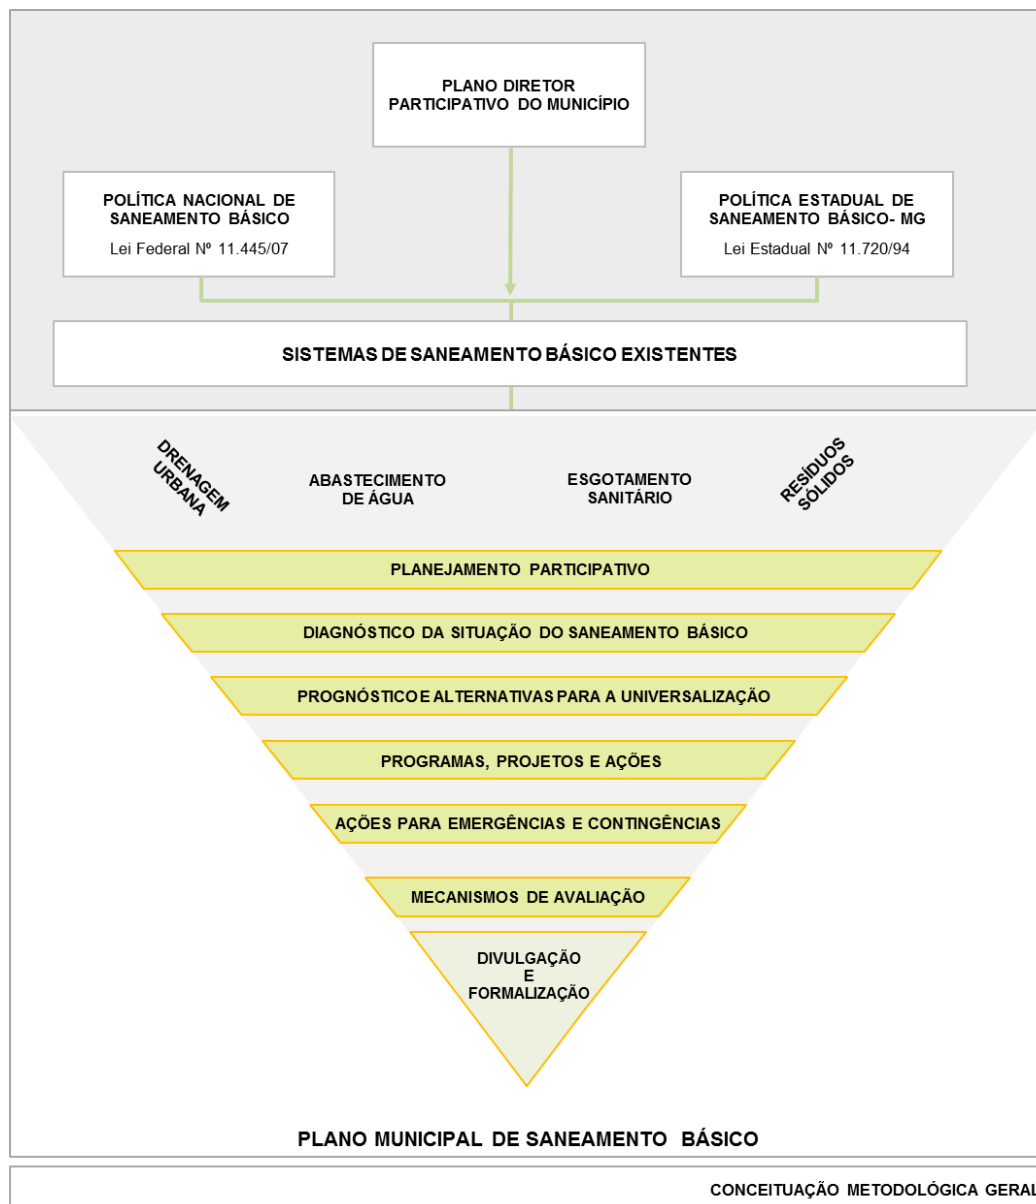 PLANO DIRETOR
PARTICIPATIVO DO MUNICÍPIO
POLÍTICA NACIONAL DE
SANEAMENTO BÁSICO
Lei Federal Nº 11.445/07
POLÍTICA ESTADUAL DE
SANEAMENTO BÁSICO- MG
Lei Estadual Nº 11.720/94
SISTEMAS DE SANEAMENTO BÁSICO EXISTENTES
DRENAGEM
URBANA
ABASTECIMENTO
DE ÁGUA
ESGOTAMENTO
SANITÁRIO
RESÍDUOS
SÓLIDOS
PLANEJAMENTO PARTICIPATIVO
DIAGNÓSTICO DA SITUAÇÃO DO SANEAMENTO BÁSICO
PROGNÓSTICO E ALTERNATIVAS PARA A UNIVERSALIZAÇÃO
PROGRAMAS, PROJETOS E AÇÕES
AÇÕES PARA EMERGÊNCIAS E CONTINGÊNCIAS
MECANISMOS DE AVALIAÇÃO
DIVULGAÇÃO
E
FORMALIZAÇÃO
PLANO MUNICIPAL DE SANEAMENTO BÁSICO
CONCEITUAÇÃO METODOLÓGICA GERAL